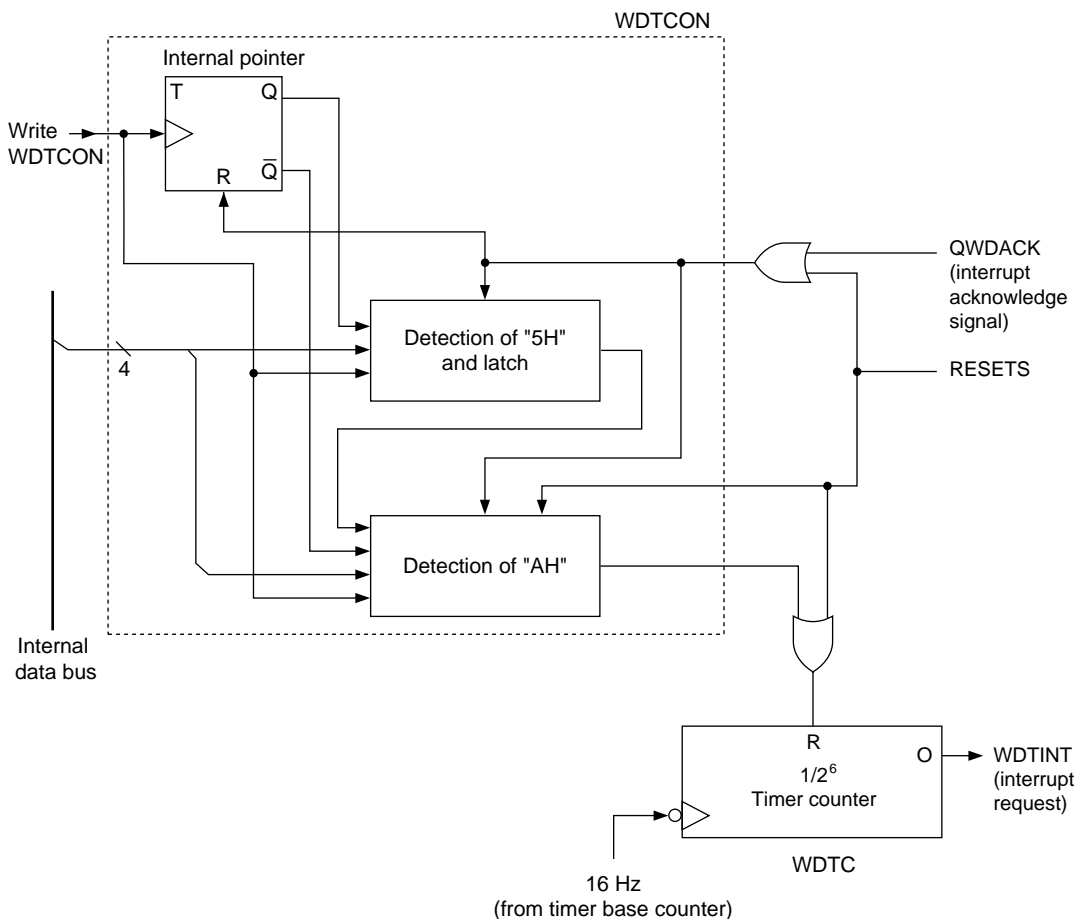 WDTCON
Internal pointer
T
Q
Write
WDTCON
R
Q̅
QWDACK
(interrupt
acknowledge
signal)
Detection of "5H"
and latch
4
RESETS
Detection of "AH"
Internal
data bus
R
O
WDTINT
(interrupt
request)
1/2⁶
Timer counter
WDTC
16 Hz
(from timer base counter)